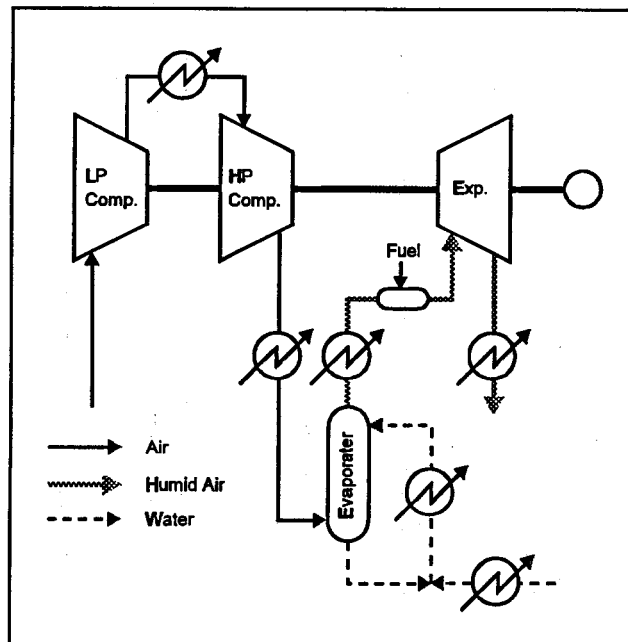 LP
Comp.
HP
Comp.
Exp.
Fuel
Evaporater
Air
Humid Air
Water